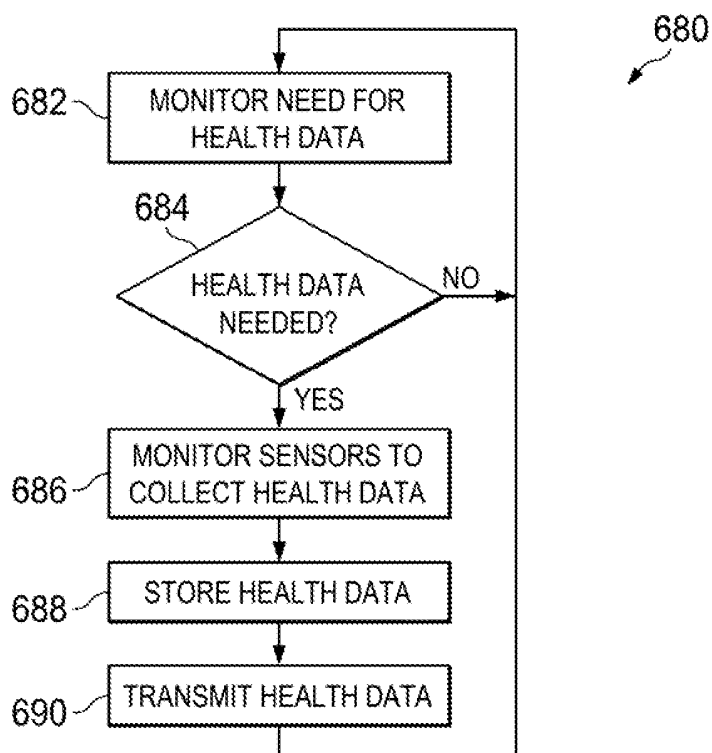 680
682
MONITOR NEED FOR
HEALTH DATA
684
HEALTH DATA
NEEDED?
NO
YES
686
MONITOR SENSORS TO
COLLECT HEALTH DATA
688
STORE HEALTH DATA
690
TRANSMIT HEALTH DATA